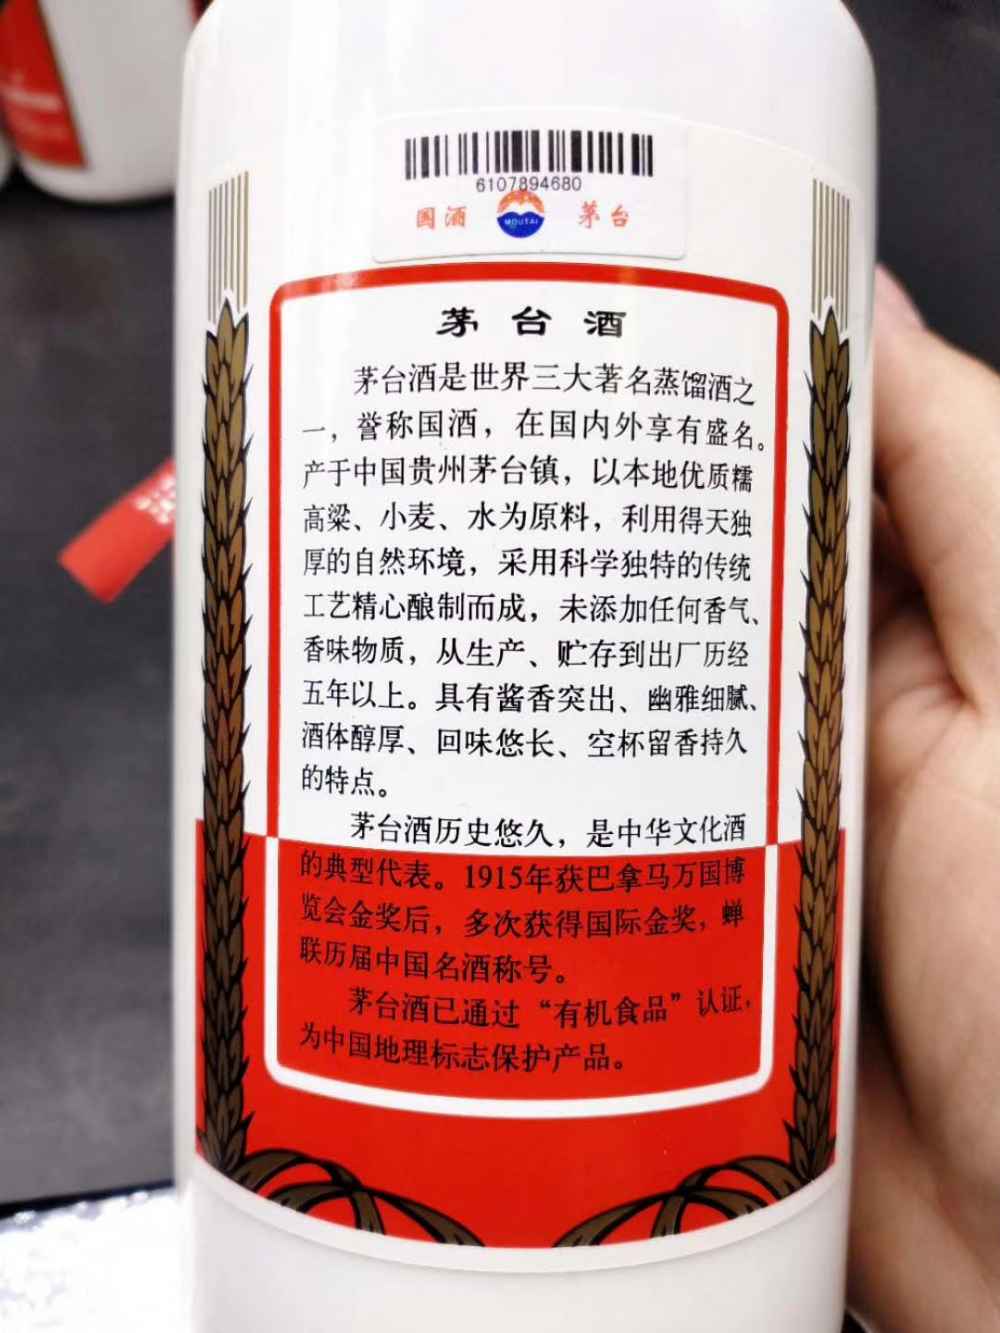 6107894680
国酒 MOUTAI 茅台
茅台酒
茅台酒是世界三大著名蒸馏酒之
一，誉称国酒，在国内外享有盛名。
产于中国贵州茅台镇，以本地优质糯
高粱、小麦、水为原料，利用得天独
厚的自然环境，采用科学独特的传统
工艺精心酿制而成，未添加任何香气、
香味物质，从生产、贮存到出厂历经
五年以上。具有酱香突出、幽雅细腻、
酒体醇厚、回味悠长、空杯留香持久
的特点。
茅台酒历史悠久，是中华文化酒
的典型代表。1915年获巴拿马万国博
览会金奖后，多次获得国际金奖，蝉
联历届中国名酒称号。
茅台酒已通过“有机食品”认证，
为中国地理标志保护产品。